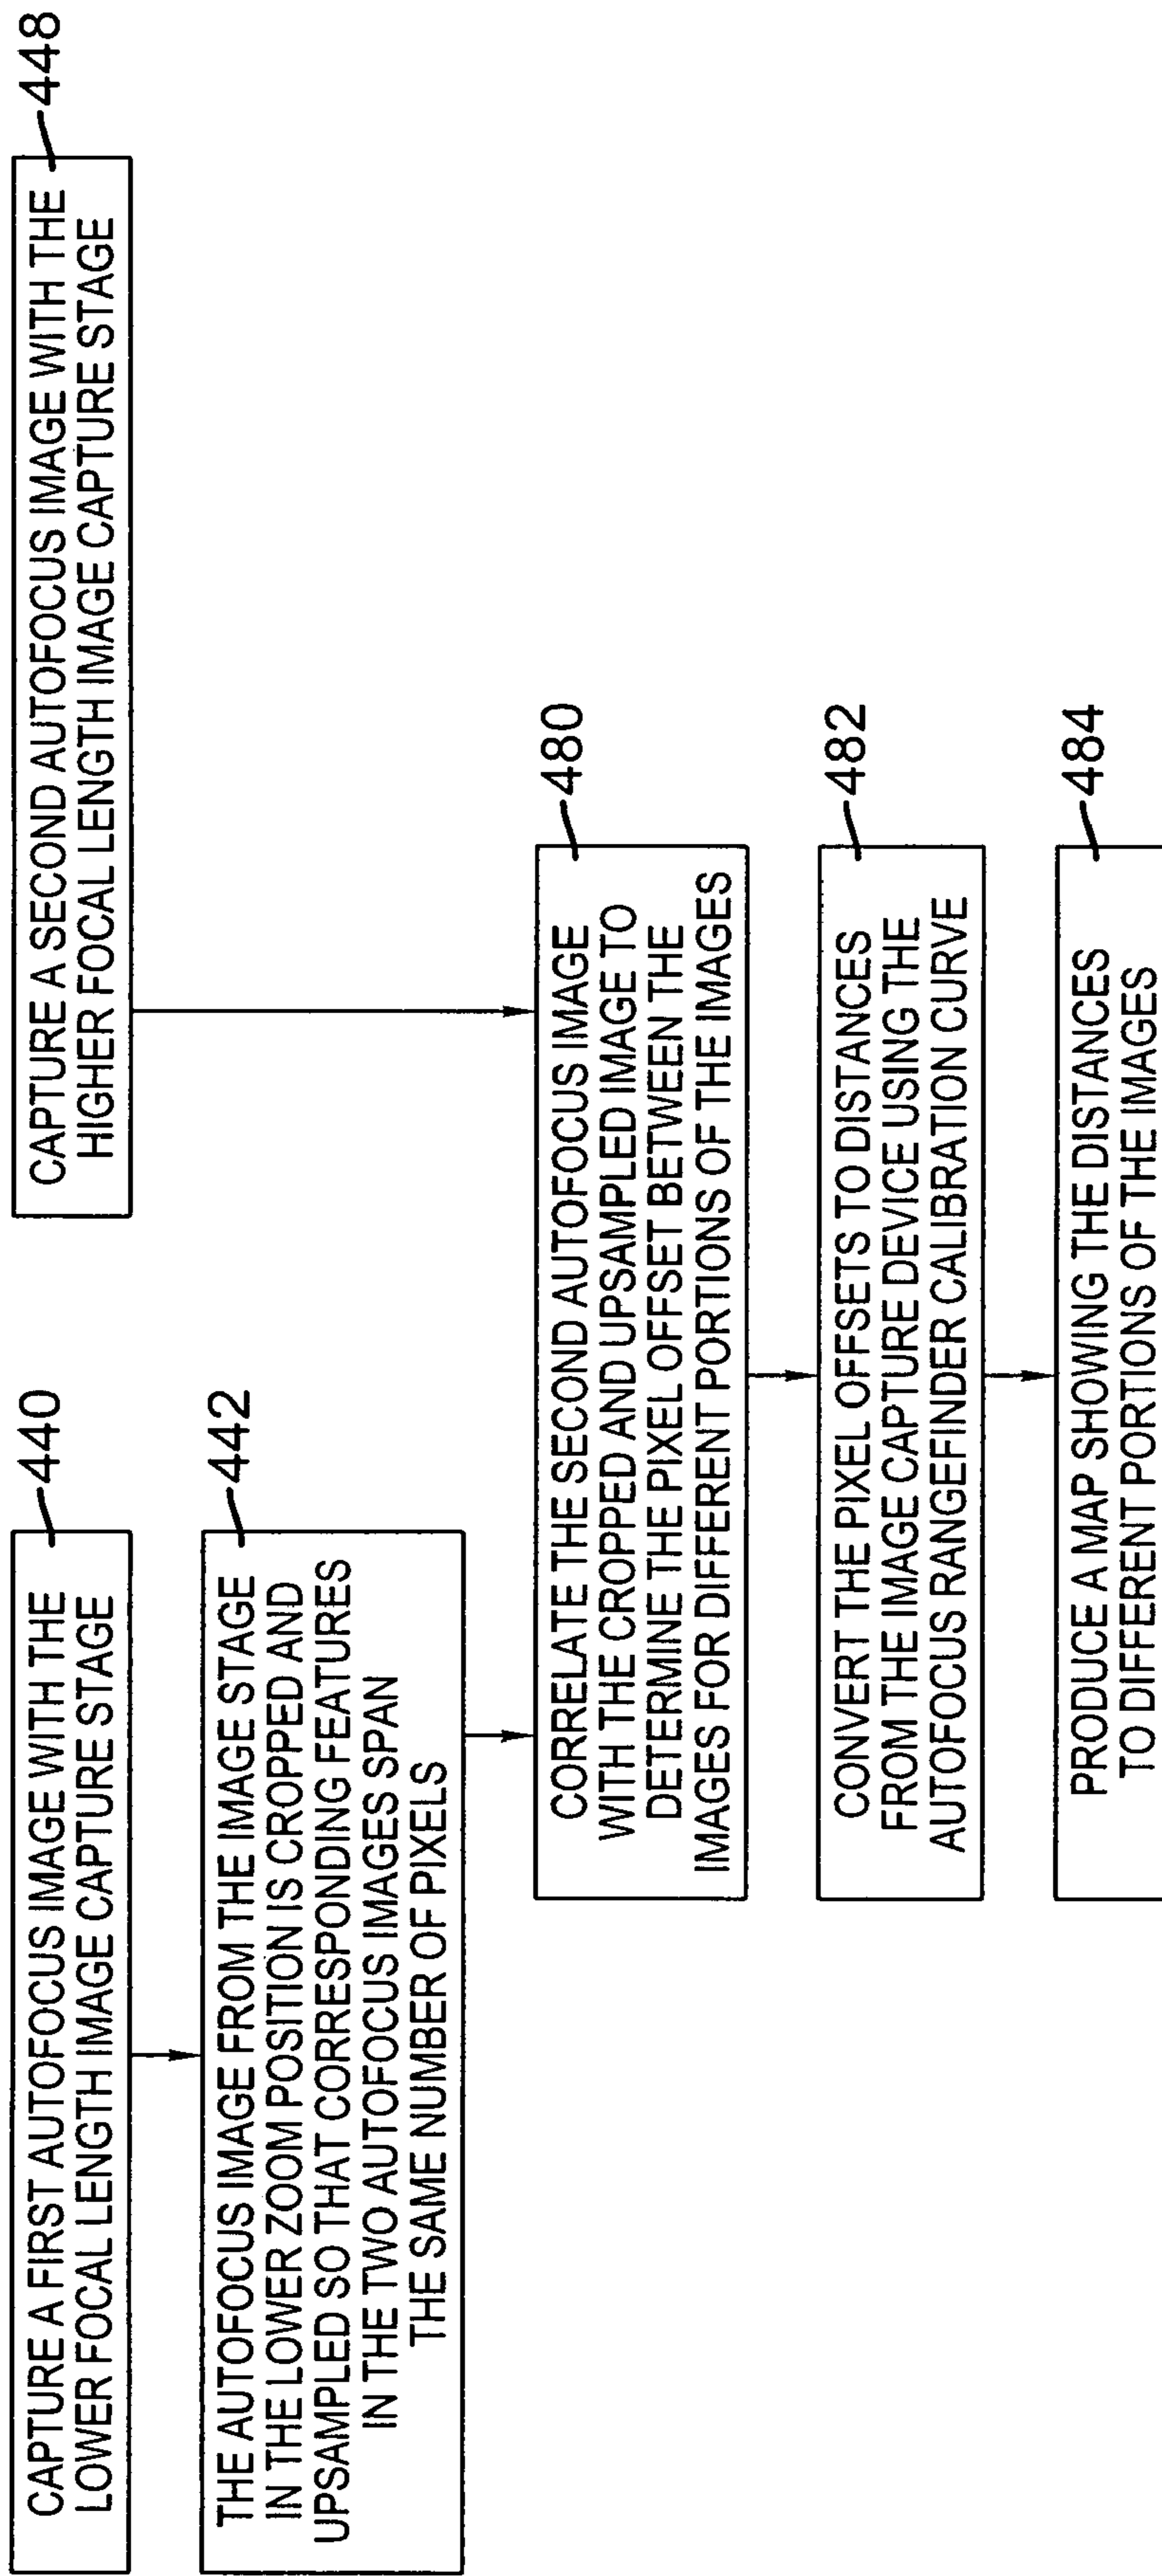 CAPTURE A FIRST AUTOFOCUS IMAGE WITH THE
LOWER FOCAL LENGTH IMAGE CAPTURE STAGE
440
THE AUTOFOCUS IMAGE FROM THE IMAGE STAGE
IN THE LOWER ZOOM POSITION IS CROPPED AND
UPSAMPLED SO THAT CORRESPONDING FEATURES
IN THE TWO AUTOFOCUS IMAGES SPAN
THE SAME NUMBER OF PIXELS
442
CAPTURE A SECOND AUTOFOCUS IMAGE WITH THE
HIGHER FOCAL LENGTH IMAGE CAPTURE STAGE
448
CORRELATE THE SECOND AUTOFOCUS IMAGE
WITH THE CROPPED AND UPSAMPLED IMAGE TO
DETERMINE THE PIXEL OFFSET BETWEEN THE
IMAGES FOR DIFFERENT PORTIONS OF THE IMAGES
480
CONVERT THE PIXEL OFFSETS TO DISTANCES
FROM THE IMAGE CAPTURE DEVICE USING THE
AUTOFOCUS RANGEFINDER CALIBRATION CURVE
482
PRODUCE A MAP SHOWING THE DISTANCES
TO DIFFERENT PORTIONS OF THE IMAGES
484